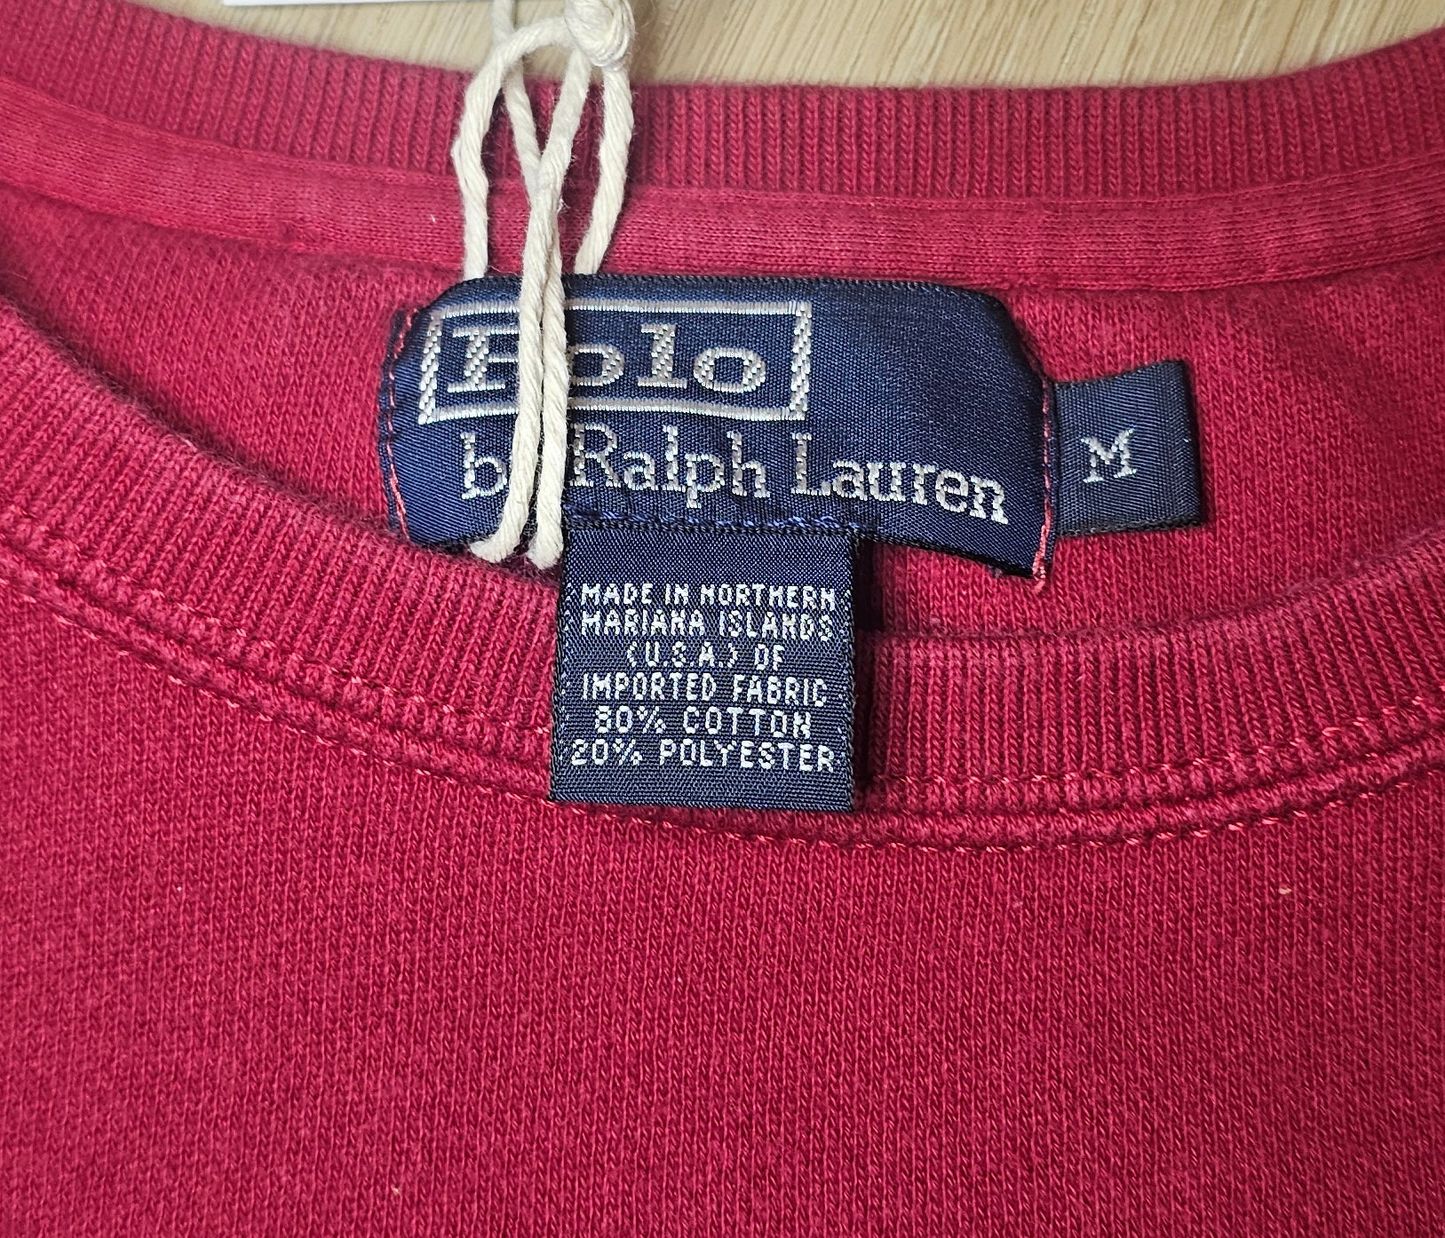 Polo
by Ralph Lauren
M
MADE IN NORTHERN
MARIANA ISLANDS
(U.S.A.) OF
IMPORTED FABRIC
80% COTTON
20% POLYESTER